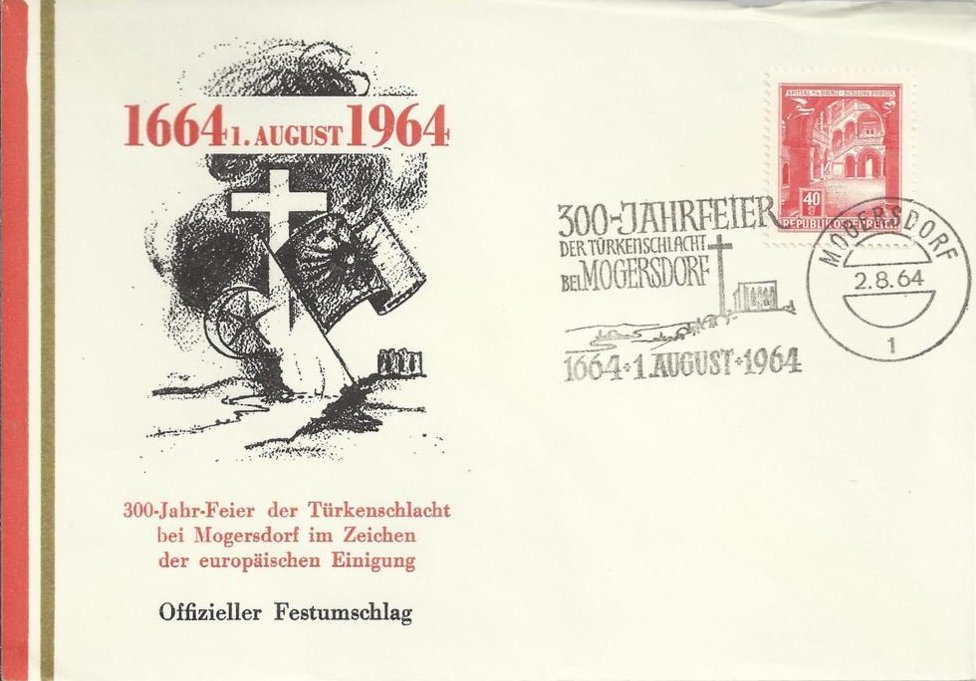 1664 1. AUGUST 1964
300-Jahr-Feier der Türkenschlacht
bei Mogersdorf im Zeichen
der europäischen Einigung
Offizieller Festumschlag
300-JAHRFEIER
DER TÜRKENSCHLACHT
BEI MOGERSDORF
1664·1.AUGUST·1964
40
REPUBLIK ÖSTERREICH
MOGERSDORF
2.8.64
1